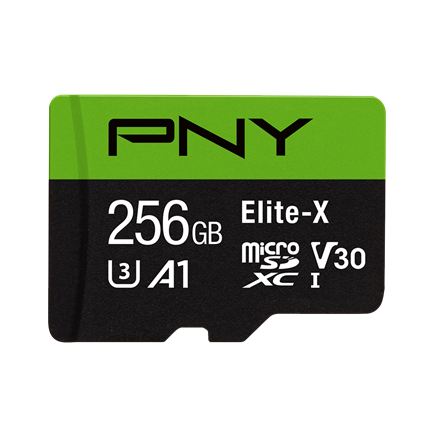 PNY
256GB
Elite-X
U3 A1
micro SD XC I V30